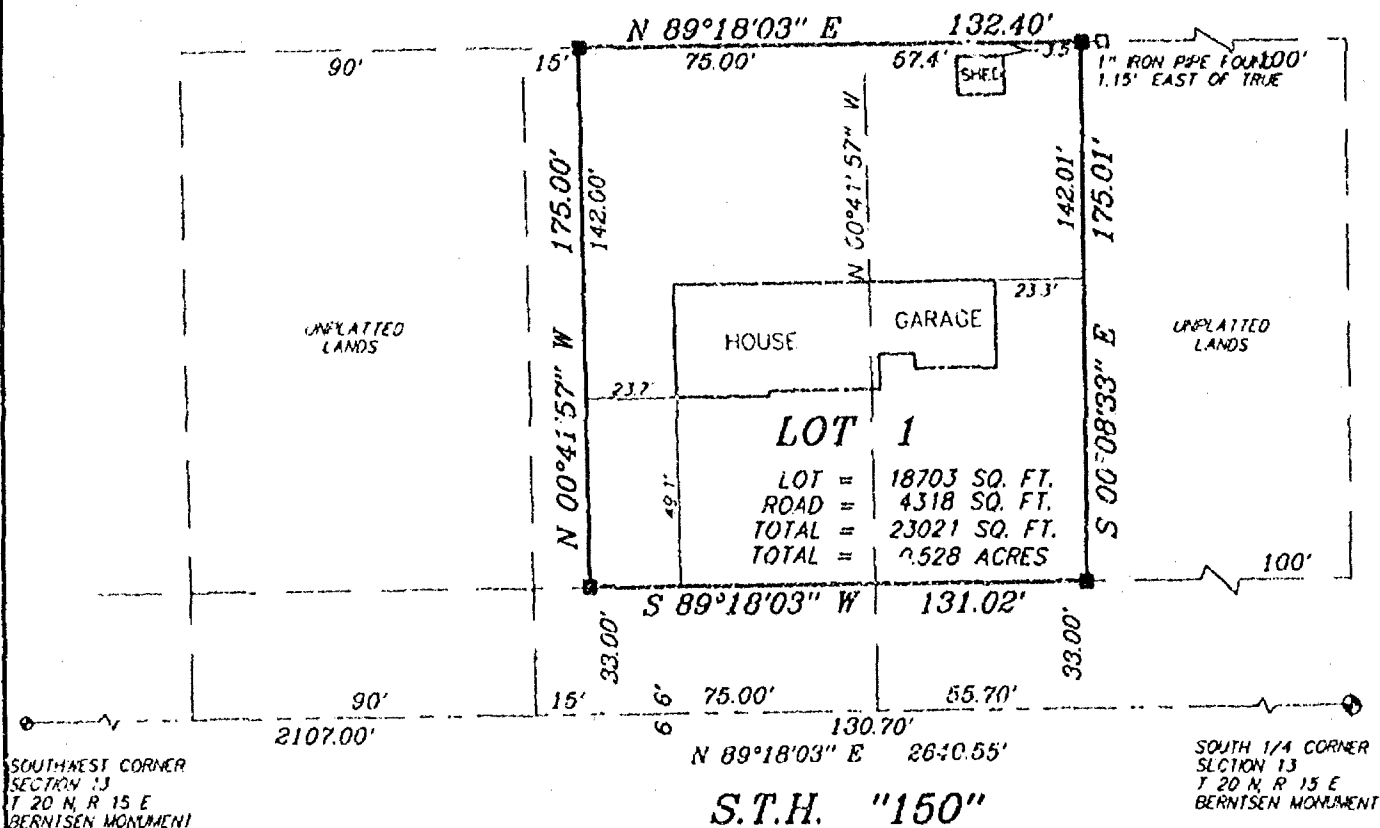 N 89°18'03" E 132.40'
90' 15' 75.00' 57.4' 3.5'
SHED
1" IRON PIPE FOUND 100'
1.15' EAST OF TRUE
N 00°41'57" W 175.00'
142.00'
N 00°41'57" W
142.01'
S 00°08'33" E 175.01'
UNPLATTED
LANDS
HOUSE
GARAGE
23.3'
UNPLATTED
LANDS
23.7'
49.1'
LOT 1
LOT = 18703 SQ. FT.
ROAD = 4318 SQ. FT.
TOTAL = 23021 SQ. FT.
TOTAL = 0.528 ACRES
100'
S 89°18'03" W 131.02'
33.00'
33.00'
90' 15' 75.00' 55.70'
66'
2107.00' 130.70'
N 89°18'03" E 2640.55'
SOUTHWEST CORNER
SECTION 13
T 20 N, R 15 E
BERNTSEN MONUMENT
SOUTH 1/4 CORNER
SECTION 13
T 20 N, R 15 E
BERNTSEN MONUMENT
S.T.H. "150"